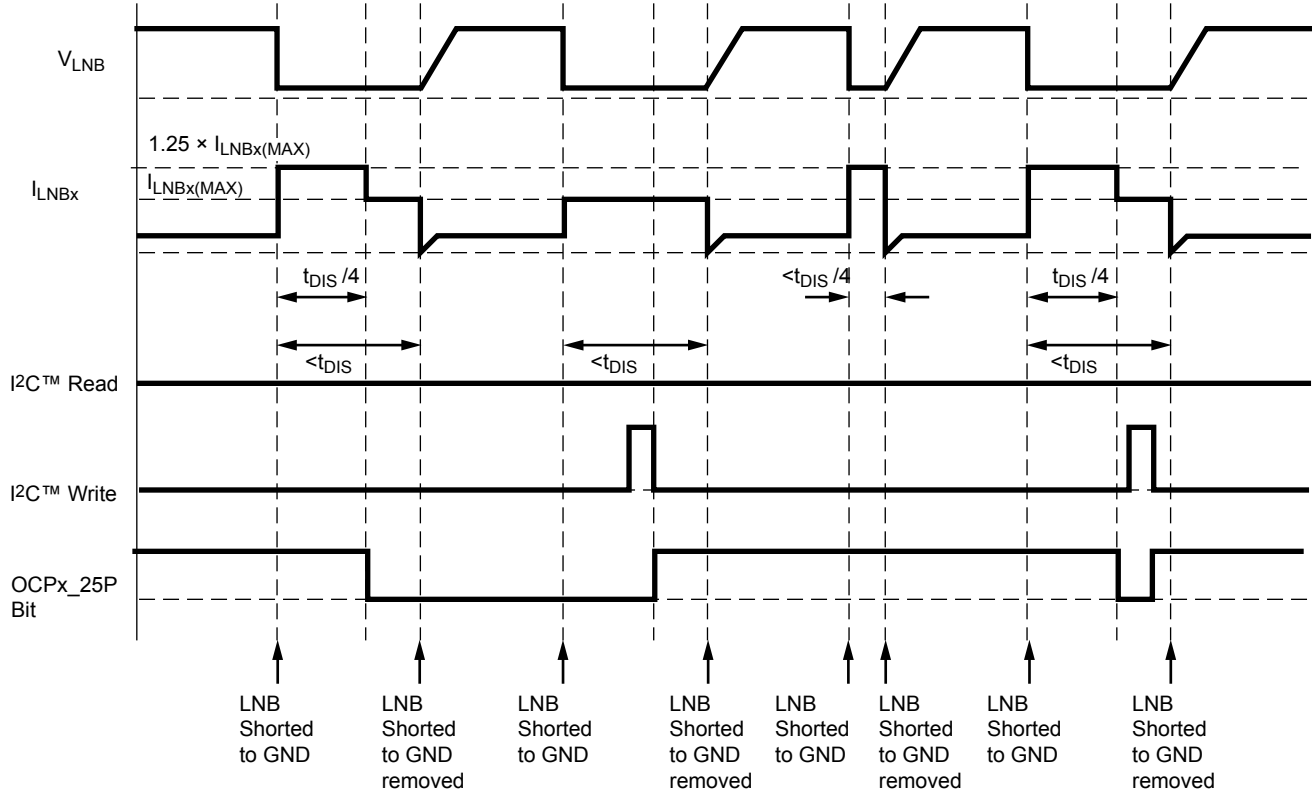 VLNB
1.25 × ILNBx(MAX)
ILNBx(MAX)
ILNBx
tDIS /4
<tDIS /4
tDIS /4
<tDIS
<tDIS
<tDIS
I2C™ Read
I2C™ Write
OCPx_25P
Bit
LNB
Shorted
to GND
LNB
Shorted
to GND
removed
LNB
Shorted
to GND
LNB
Shorted
to GND
removed
LNB
Shorted
to GND
LNB
Shorted
to GND
removed
LNB
Shorted
to GND
LNB
Shorted
to GND
removed